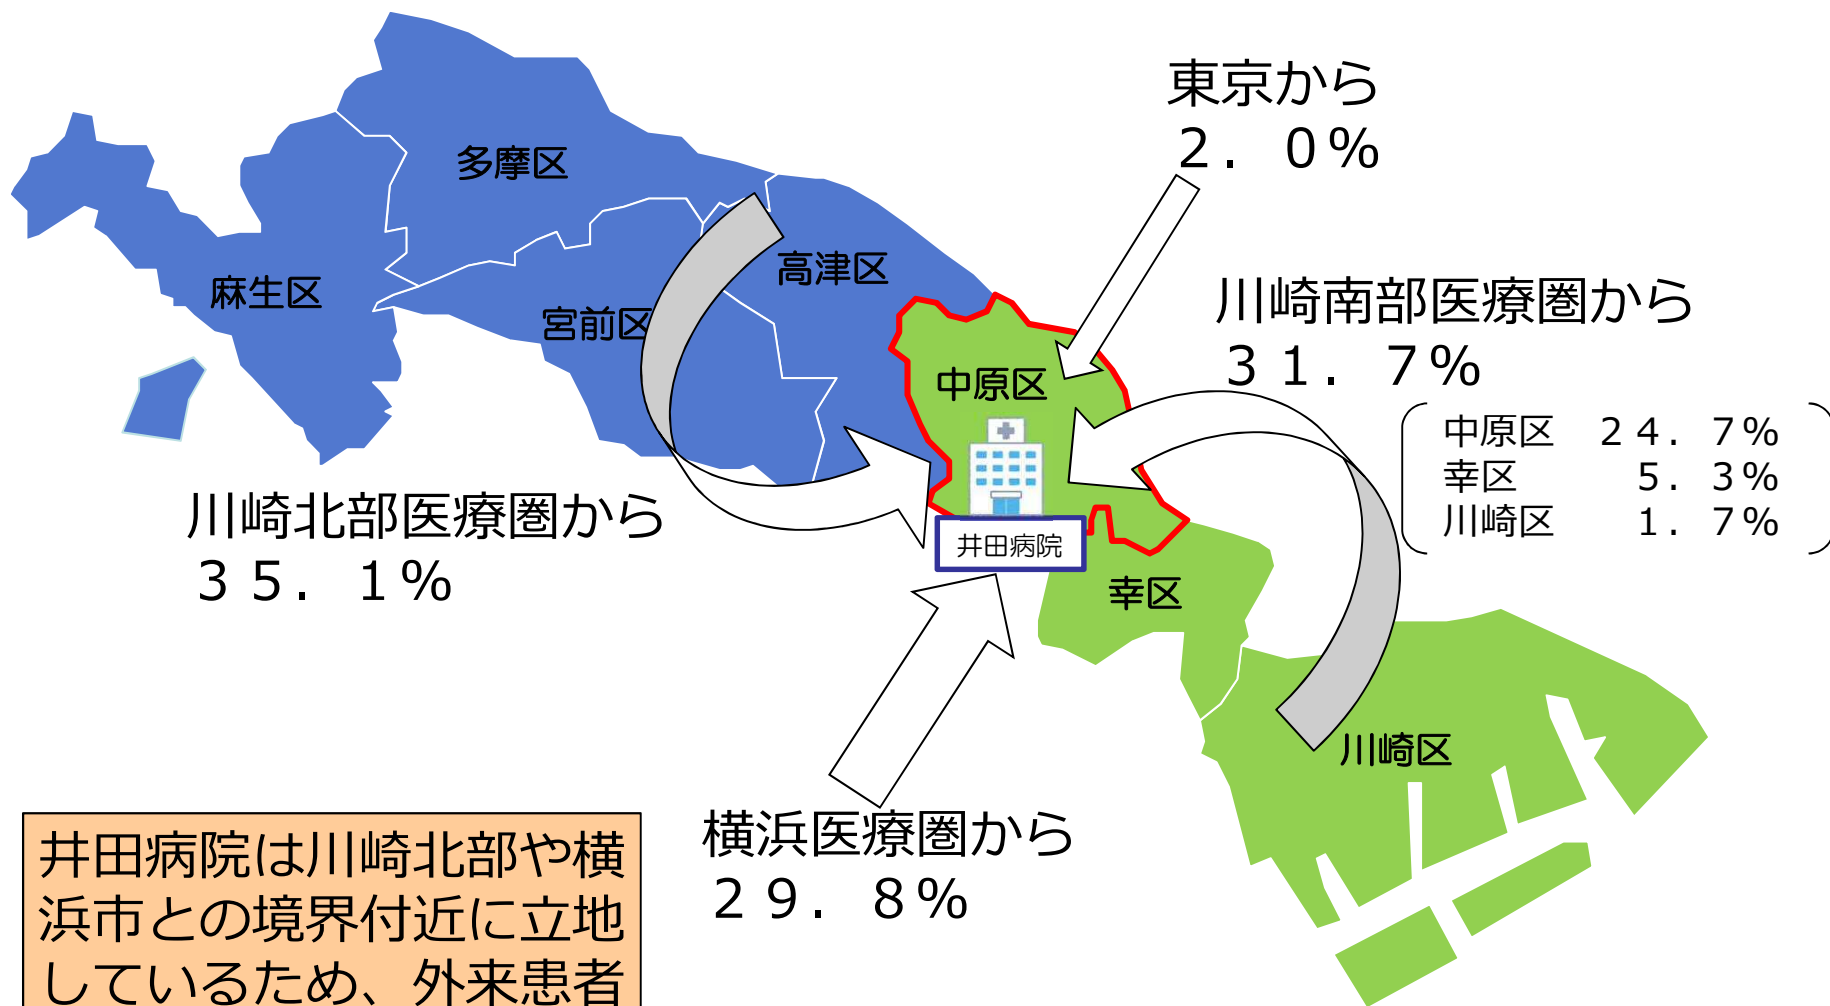 東京から
２．０％
多摩区
高津区
麻生区
宮前区
川崎南部医療圏から
３１．７％
中原区
中原区　２４．７％
幸区　５．３％
川崎区　１．７％
川崎北部医療圏から
３５．１％
井田病院
幸区
川崎区
横浜医療圏から
２９．８％
井田病院は川崎北部や横
浜市との境界付近に立地
しているため、外来患者